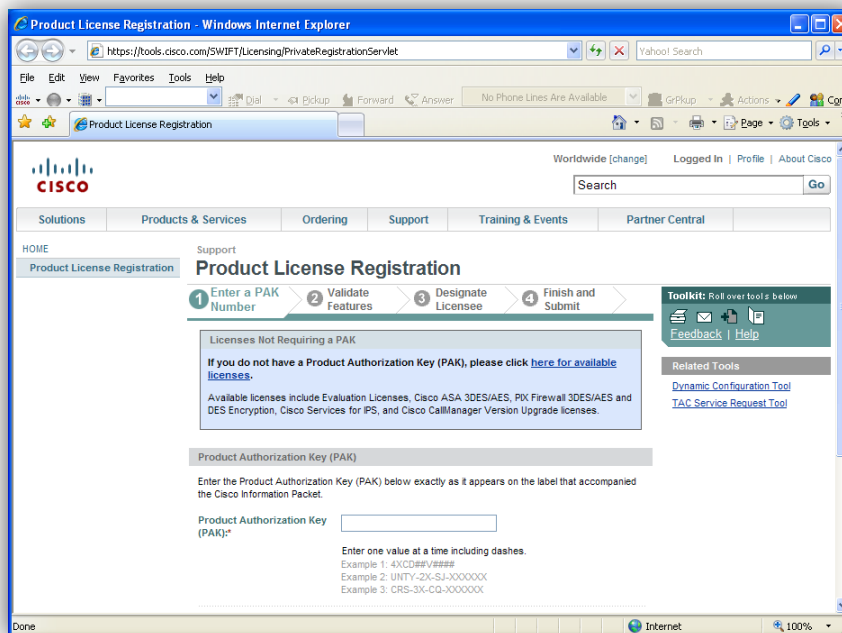 Product License Registration - Windows Internet Explorer
https://tools.cisco.com/SWIFT/Licensing/PrivateRegistrationServlet
Yahoo! Search
File Edit View Favorites Tools Help
Dial Pickup Forward Answer No Phone Lines Are Available GrPkup Actions
Product License Registration Page Tools
CISCO
Worldwide [change] Logged In | Profile | About Cisco
Search Go
Solutions Products & Services Ordering Support Training & Events Partner Central
HOME
Product License Registration
Support
Product License Registration
1 Enter a PAK Number
2 Validate Features
3 Designate Licensee
4 Finish and Submit
Toolkit: Roll over tools below
Feedback | Help
Related Tools
Dynamic Configuration Tool
TAC Service Request Tool
Licenses Not Requiring a PAK
If you do not have a Product Authorization Key (PAK), please click here for available
licenses.
Available licenses include Evaluation Licenses, Cisco ASA 3DES/AES, PIX Firewall 3DES/AES and
DES Encryption, Cisco Services for IPS, and Cisco CallManager Version Upgrade licenses.
Product Authorization Key (PAK)
Enter the Product Authorization Key (PAK) below exactly as it appears on the label that accompanied
the Cisco Information Packet.
Product Authorization Key
(PAK):*
Enter one value at a time including dashes.
Example 1: 4XCD##V####
Example 2: UNTY-2X-SJ-XXXXXX
Example 3: CRS-3X-CQ-XXXXXX
Done Internet 100%